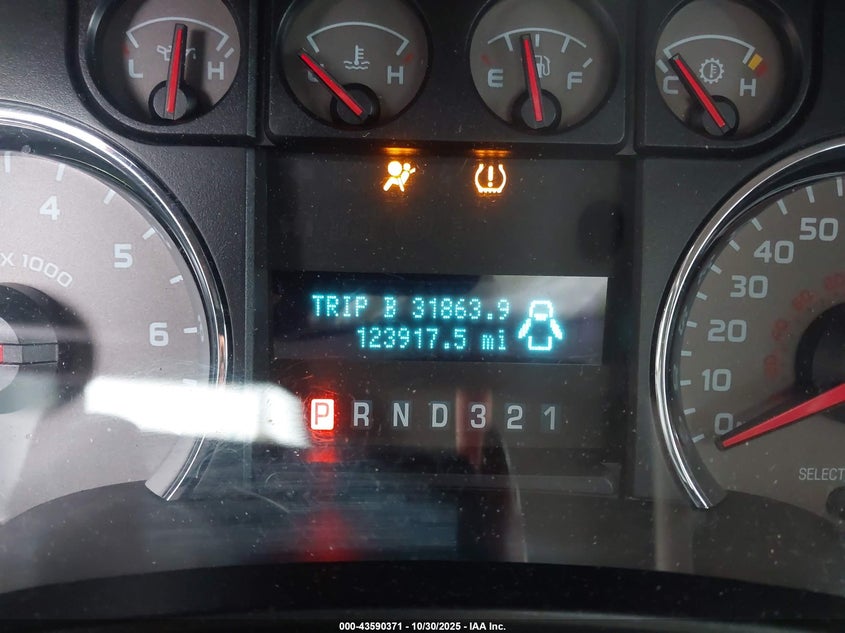 L H
H
E F
C H
4
5
6
X 1000
TRIP B 31863.9
123917.5 mi
P R N D 3 2 1
50
40
30
20
10
0
SELECT
000-43590371 - 10/30/2025 - IAA Inc.